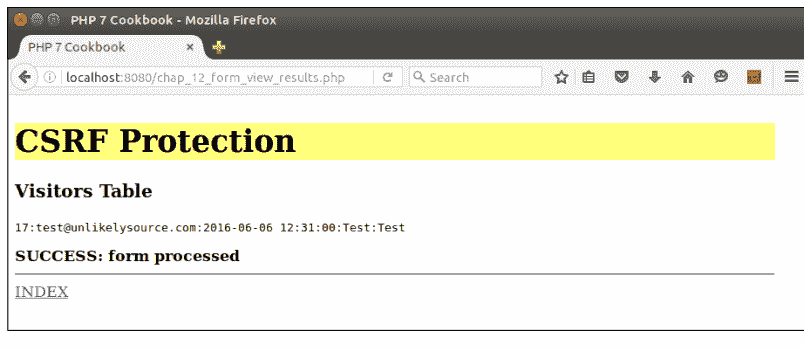 PHP 7 Cookbook - Mozilla Firefox
PHP 7 Cookbook
localhost:8080/chap_12_form_view_results.php
Search
CSRF Protection
Visitors Table
17:test@unlikelysource.com:2016-06-06 12:31:00:Test:Test
SUCCESS: form processed
INDEX